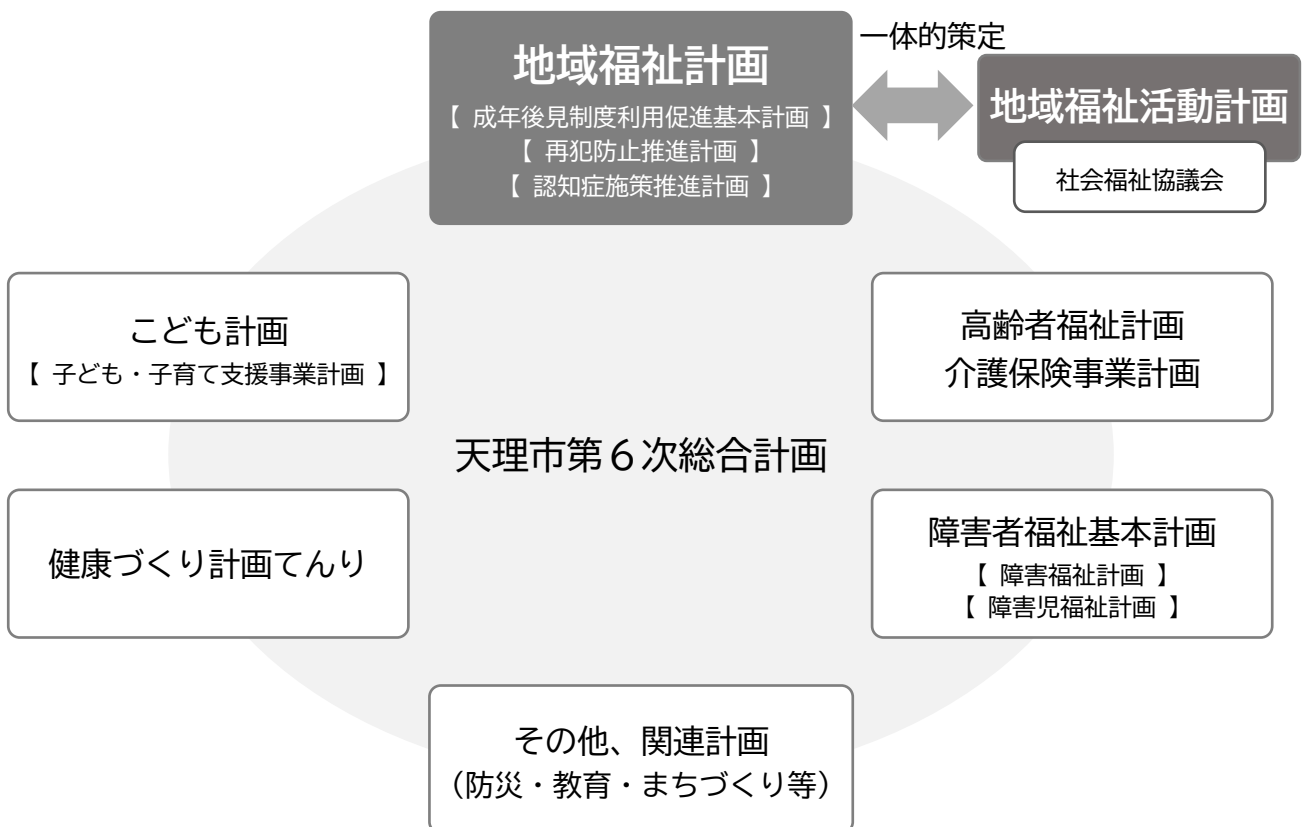 地域福祉計画
【 成年後見制度利用促進基本計画 】
【 再犯防止推進計画 】
【 認知症施策推進計画 】
一体的策定
地域福祉活動計画
社会福祉協議会
こども計画
【 子ども・子育て支援事業計画 】
高齢者福祉計画
介護保険事業計画
天理市第６次総合計画
健康づくり計画てんり
障害者福祉基本計画
【 障害福祉計画 】
【 障害児福祉計画 】
その他、関連計画
（防災・教育・まちづくり等）